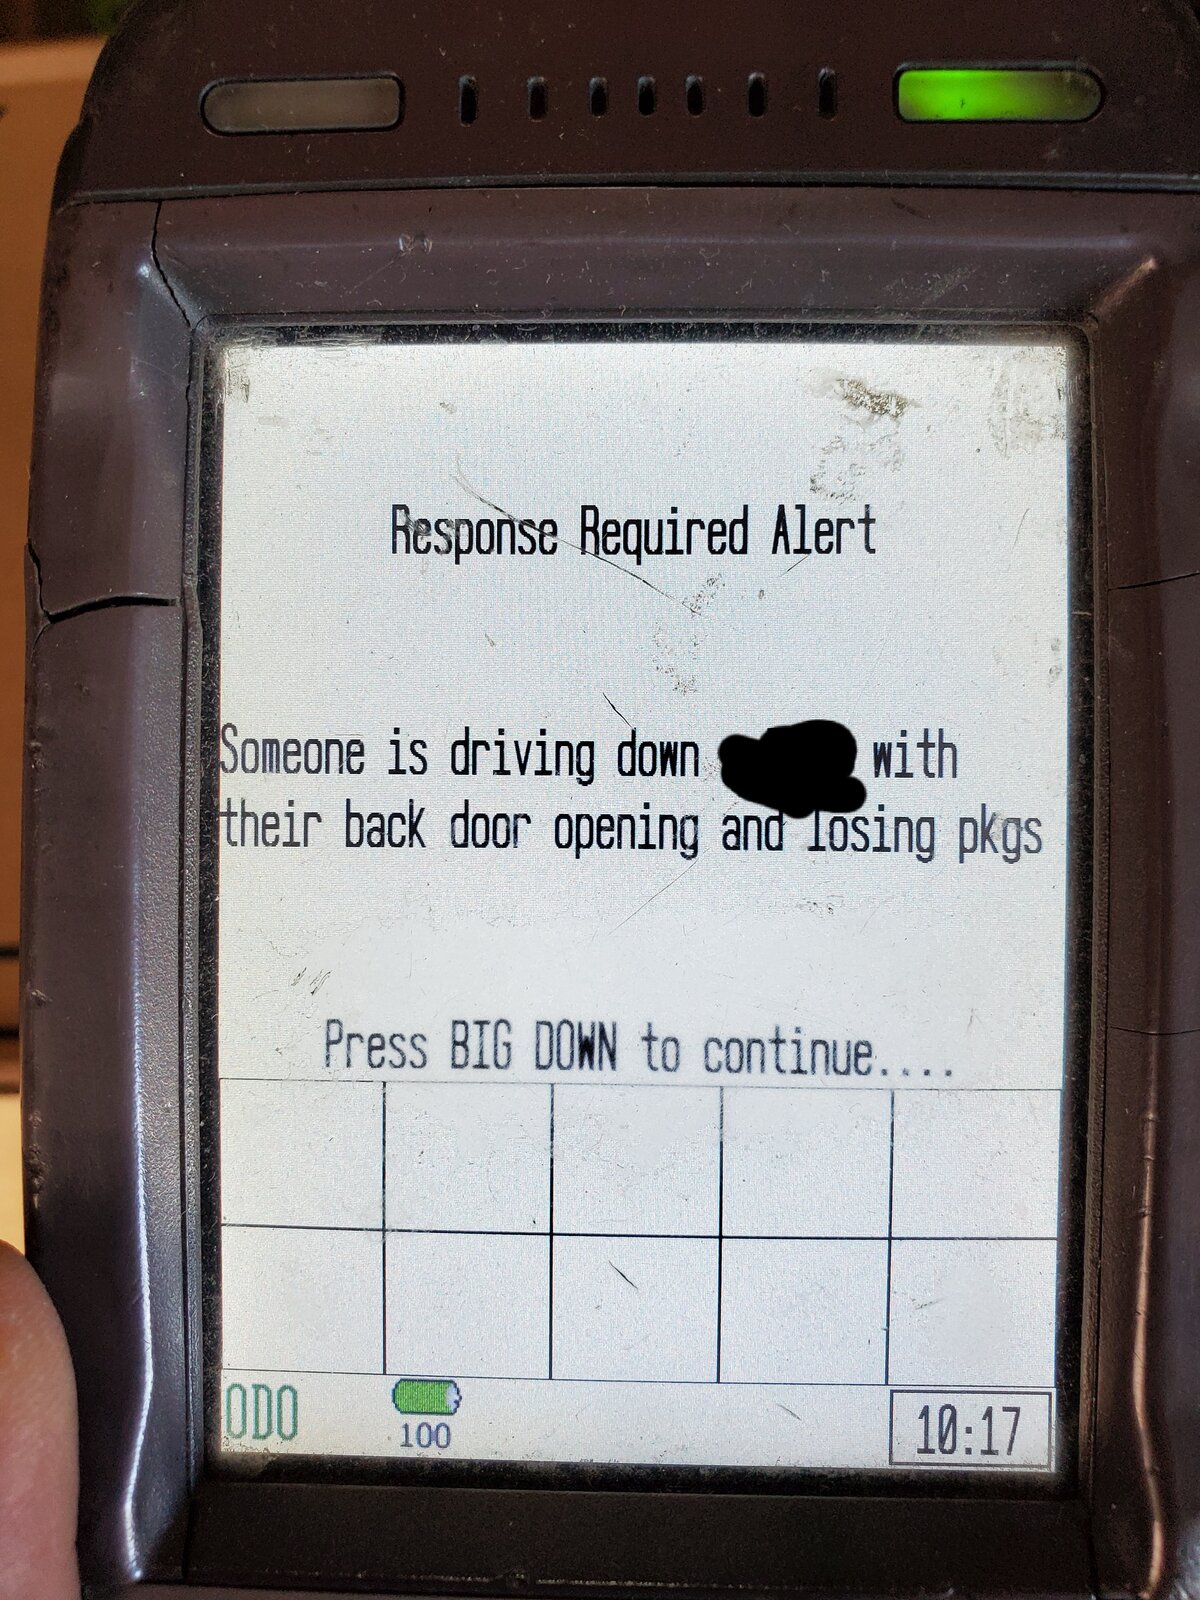 Response Required Alert
Someone is driving down with
their back door opening and losing pkgs
Press BIG DOWN to continue....
ODO
100
10:17